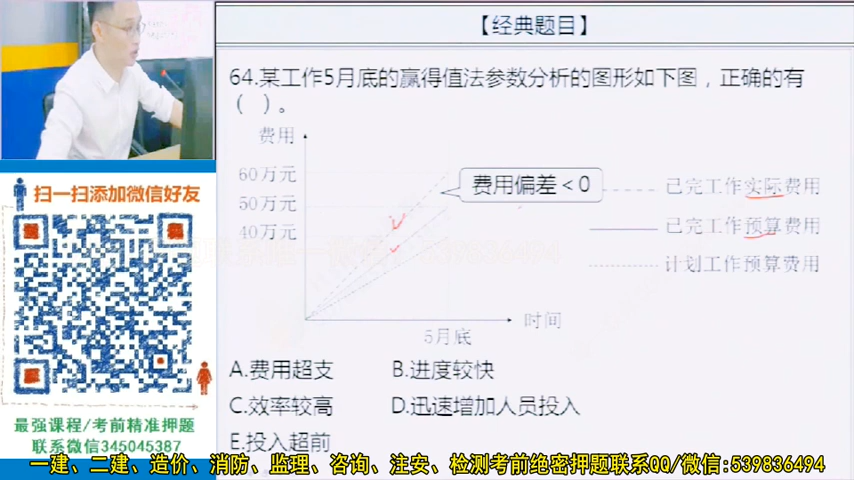 【经典题目】
64.某工作5月底的赢得值法参数分析的图形如下图，正确的有
（ ）。
费用
60万元
50万元
40万元
费用偏差＜0
已完工作实际费用
已完工作预算费用
计划工作预算费用
时间
5月底
A.费用超支
B.进度较快
C.效率较高
D.迅速增加人员投入
E.投入超前
扫一扫添加微信好友
最强课程/考前精准押题
联系微信345045387
一建、二建、造价、消防、监理、咨询、注安、检测考前绝密押题联系QQ/微信:539836494